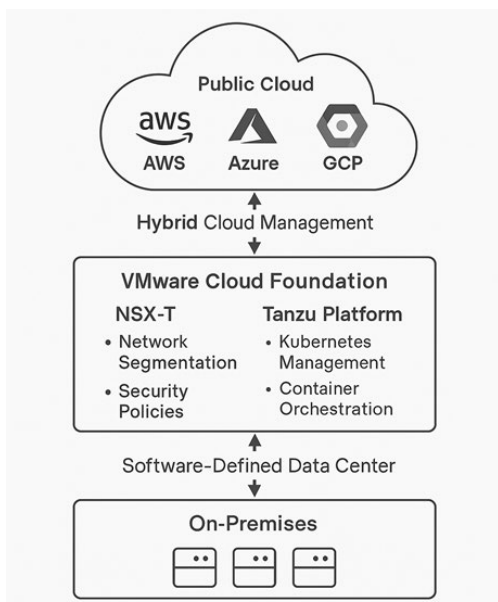 Public Cloud
aws
AWS
Azure
GCP
Hybrid Cloud Management
VMware Cloud Foundation
NSX-T
• Network
Segmentation
• Security
Policies
Tanzu Platform
• Kubernetes
Management
• Container
Orchestration
Software-Defined Data Center
On-Premises